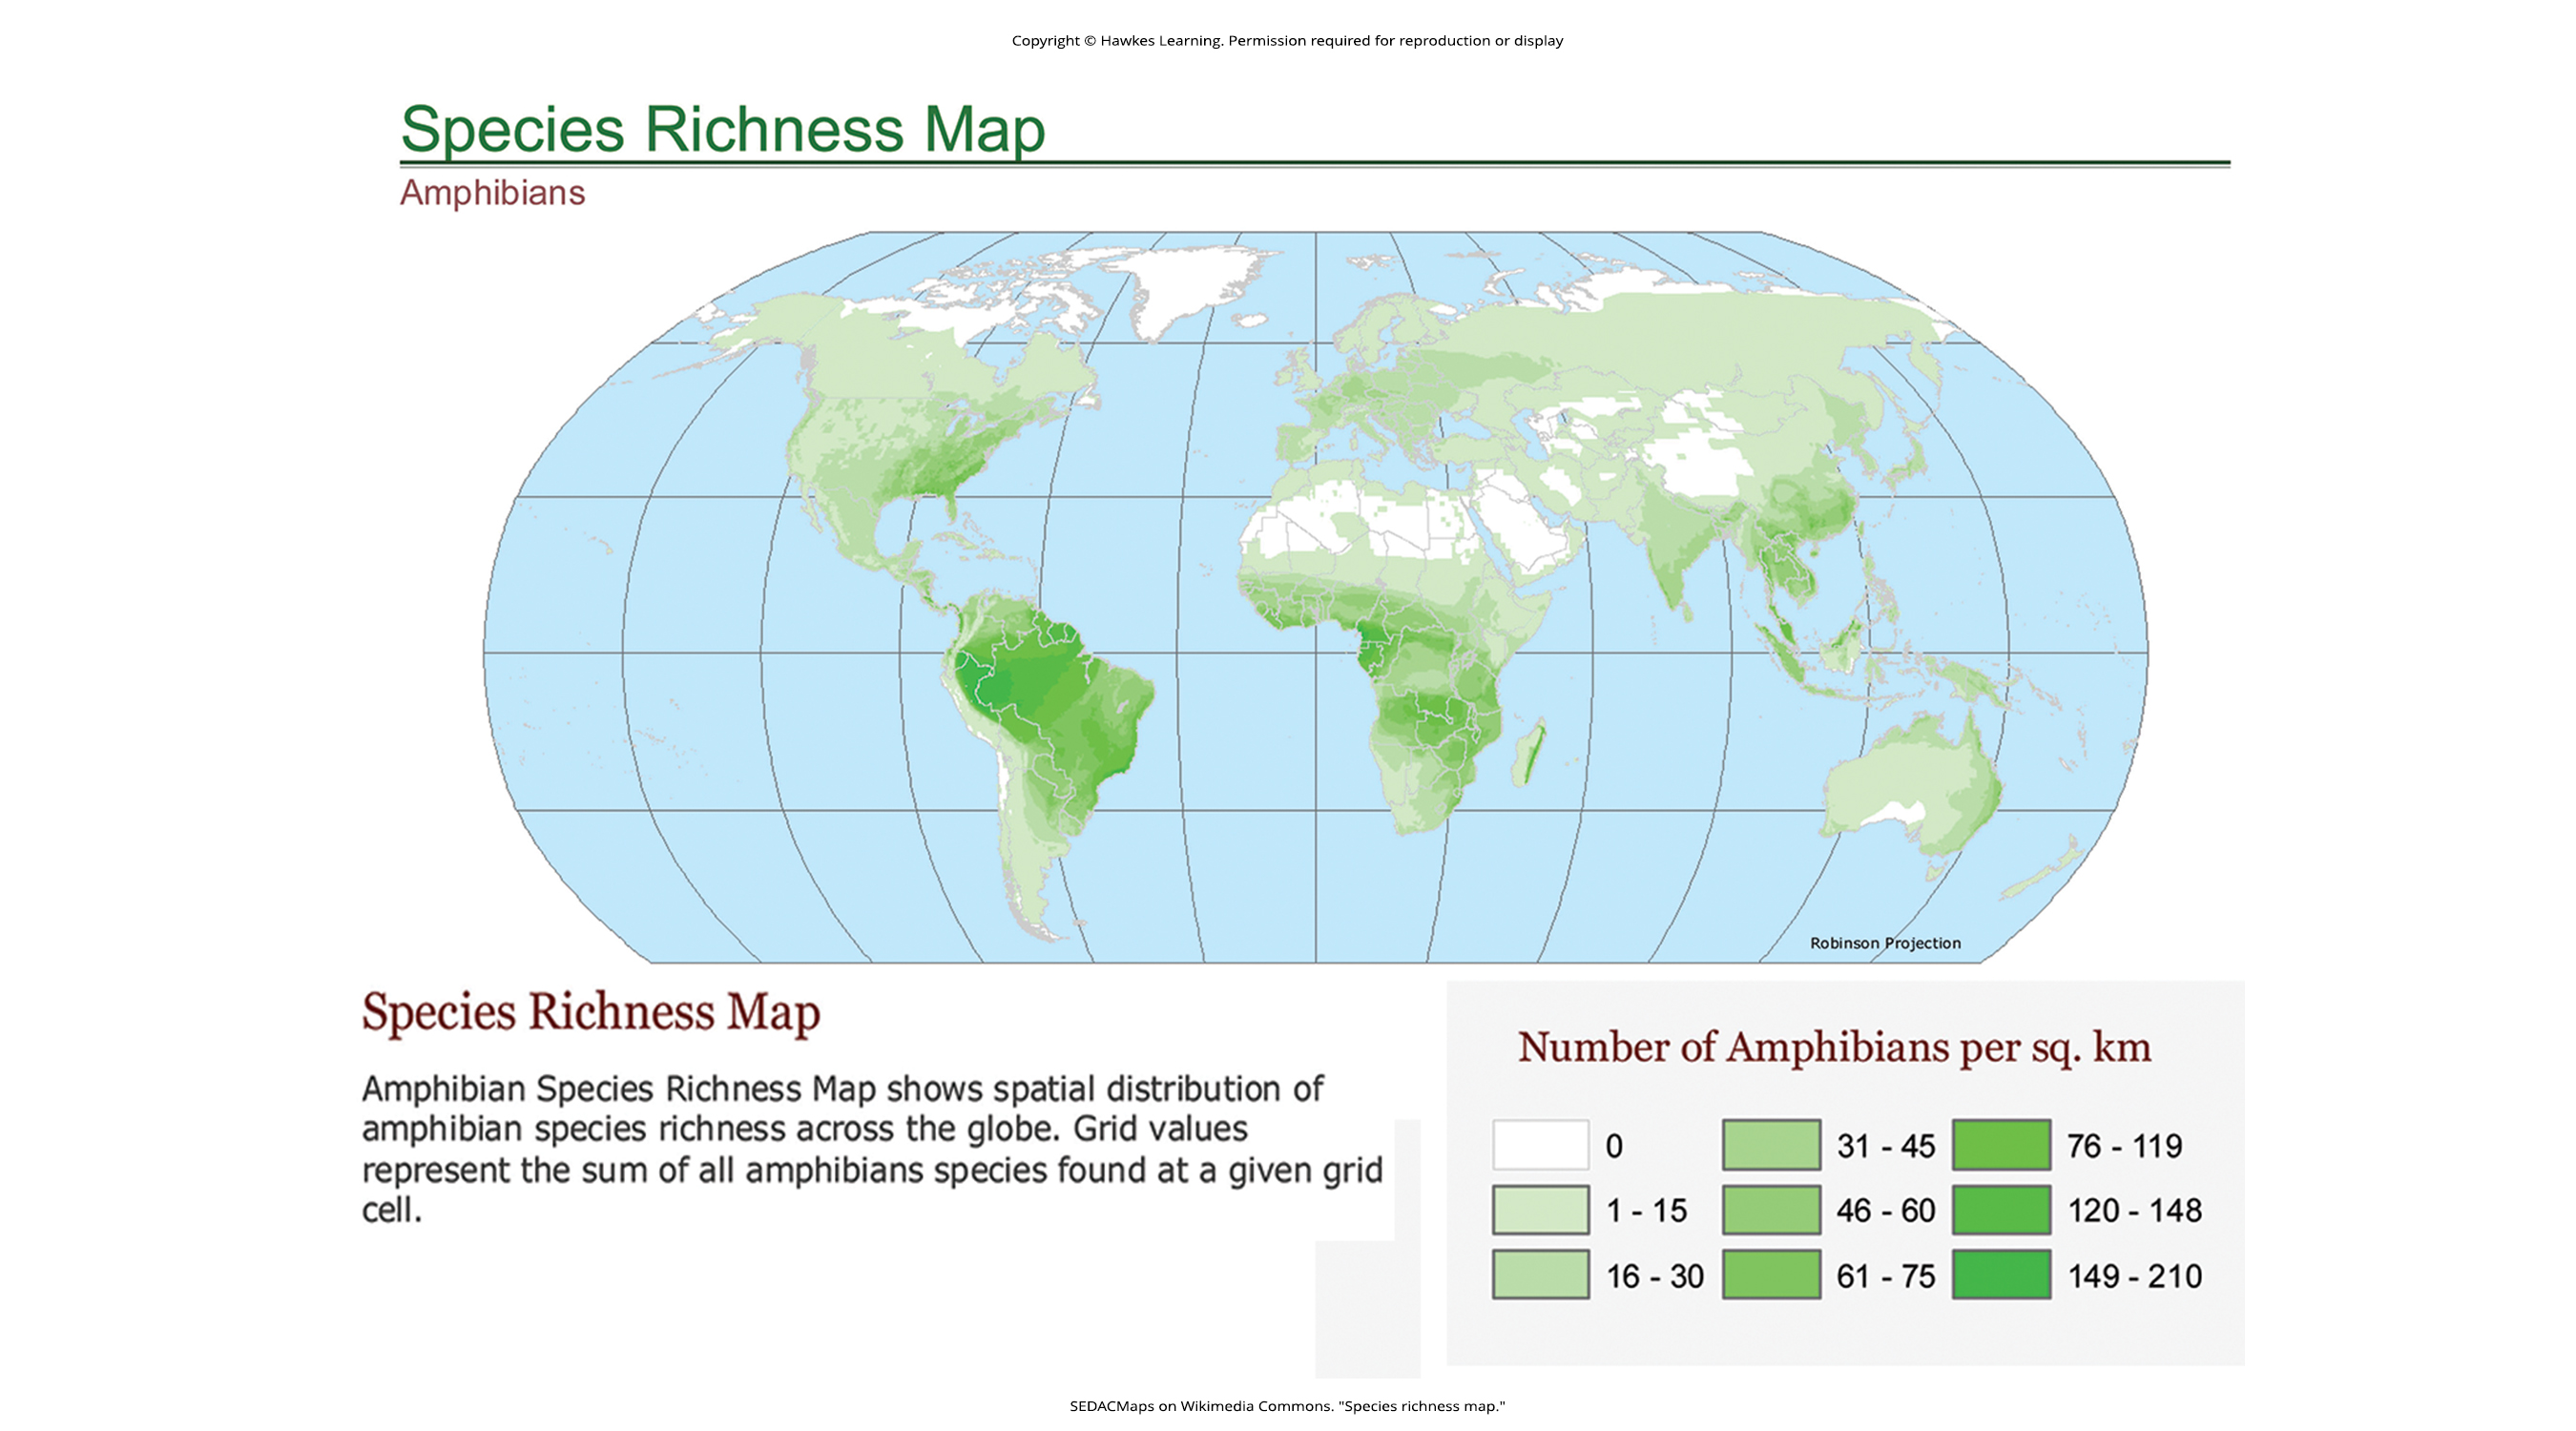 Copyright © Hawkes Learning. Permission required for reproduction or display
Species Richness Map
Amphibians
Robinson Projection
Species Richness Map
Amphibian Species Richness Map shows spatial distribution of
amphibian species richness across the globe. Grid values
represent the sum of all amphibians species found at a given grid
cell.
Number of Amphibians per sq. km
0
1 - 15
16 - 30
31 - 45
46 - 60
61 - 75
76 - 119
120 - 148
149 - 210
SEDACMaps on Wikimedia Commons. "Species richness map."